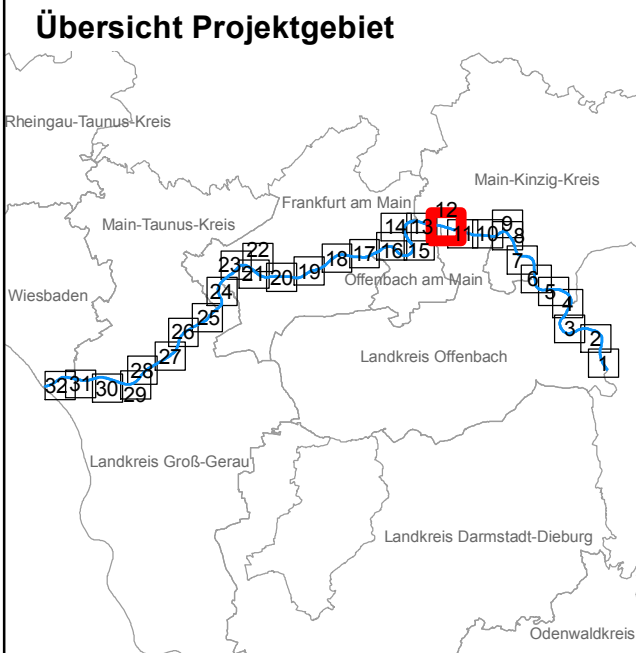 Übersicht Projektgebiet
Rheingau-Taunus-Kreis
Main-Kinzig-Kreis
Frankfurt am Main
Main-Taunus-Kreis
12
9
14
13
11
10
8
22
23
21
20
19
18
17
16
15
7
Offenbach am Main
6
5
Wiesbaden
24
4
25
3
26
2
27
Landkreis Offenbach
1
28
32
31
30
29
Landkreis Groß-Gerau
Landkreis Darmstadt-Dieburg
Odenwaldkreis